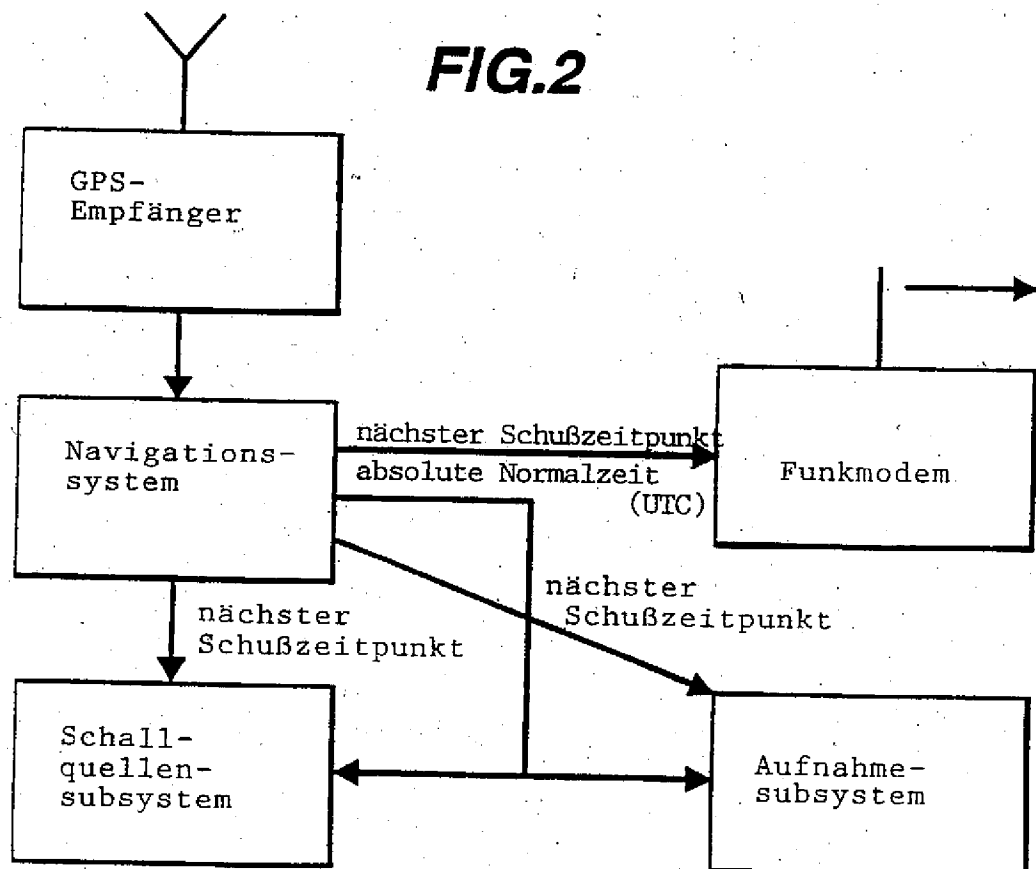 FIG.2
GPS-
Empfänger
Navigations-
system
nächster Schußzeitpunkt
absolute Normalzeit
(UTC)
Funkmodem
nächster
Schußzeitpunkt
nächster
Schußzeitpunkt
Schall-
quellen-
subsystem
Aufnahme-
subsystem